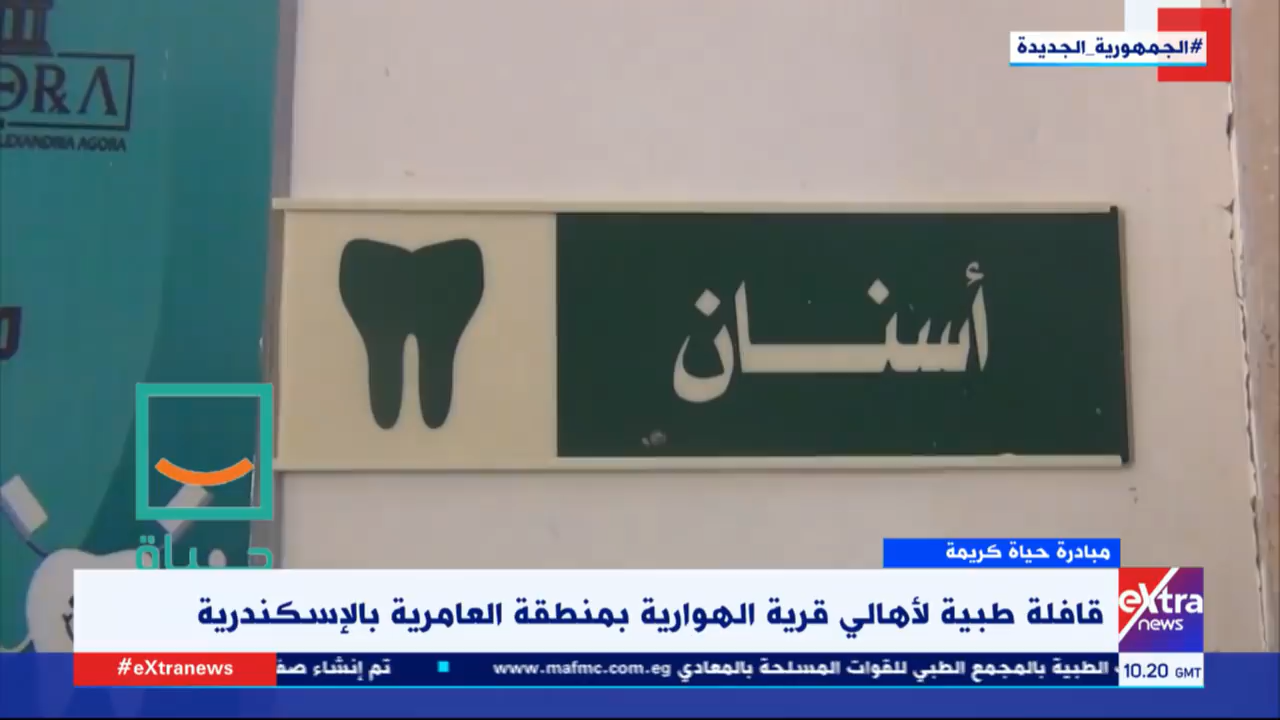 #الجمهورية_الجديدة
ALEXANDRIA AGORA
أسنان
حياة
مبادرة حياة كريمة
قافلة طبية لأهالي قرية الهوارية بمنطقة العامرية بالإسكندرية
eXtra
news
#eXtranews
الطبية بالمجمع الطبي للقوات المسلحة بالمعادي www.mafmc.com.eg ■ تم إنشاء
10.20 GMT